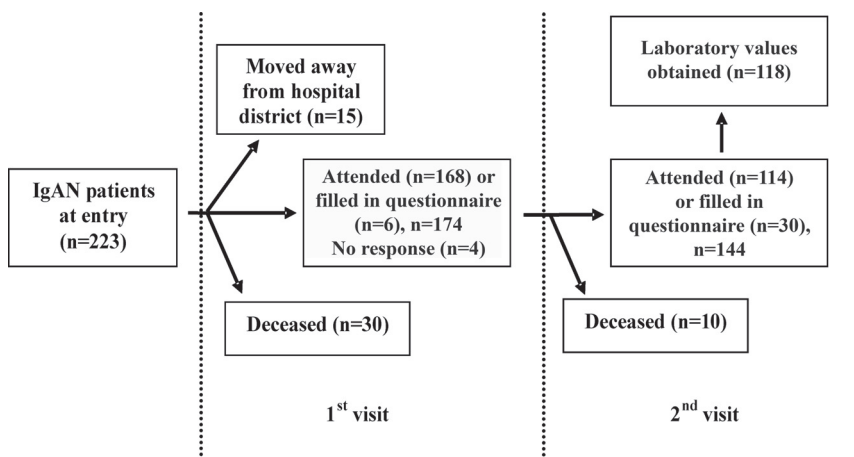 IgAN patients
at entry
(n=223)
Moved away
from hospital
district (n=15)
Attended (n=168) or
filled in questionnaire
(n=6), n=174
No response (n=4)
Deceased (n=30)
1st visit
Laboratory values
obtained (n=118)
Attended (n=114)
or filled in
questionnaire (n=30),
n=144
Deceased (n=10)
2nd visit